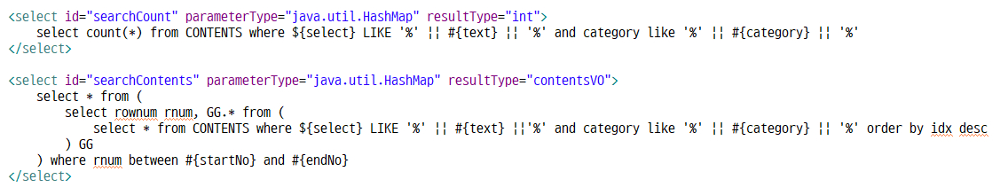 <select id="searchCount" parameterType="java.util.HashMap" resultType="int">
select count(*) from CONTENTS where ${select} LIKE '%' || #{text} || '%' and category like '%' || #{category} || '%'
</select>
<select id="searchContents" parameterType="java.util.HashMap" resultType="contentsVO">
select * from (
select rownum rnum, GG.* from (
select * from CONTENTS where ${select} LIKE '%' || #{text} ||'%' and category like '%' || #{category} || '%' order by idx desc
) GG
) where rnum between #{startNo} and #{endNo}
</select>